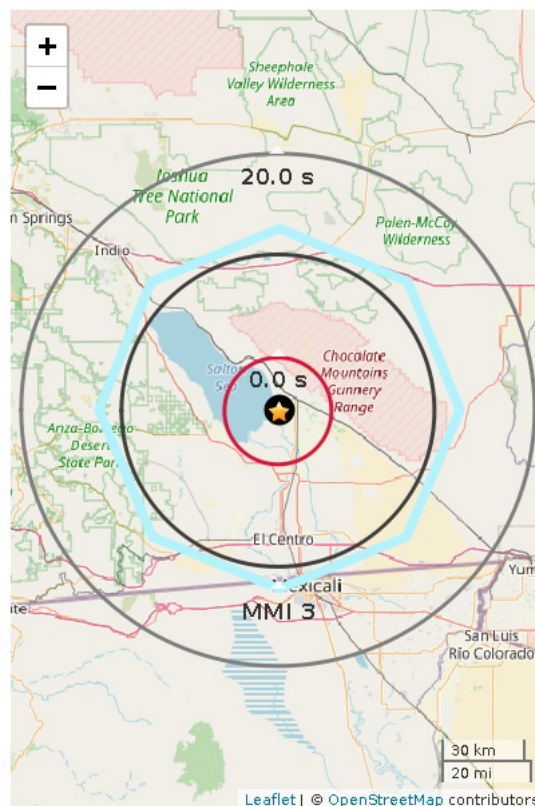 +
−
Sheephole
Valley Wilderness
Area
20.0 s
Joshua
Tree National
Park
m Springs
Palen-McCoy
Wilderness
Indio
Salton
Sea
Chocolate
Mountains
Gunnery
Range
0.0 s
Anza-Borrego
Desert
State Park
El Centro
Mexicali
Yum
MMI 3
San Luis
Río Colorado
30 km
20 mi
Leaflet | © OpenStreetMap contributors